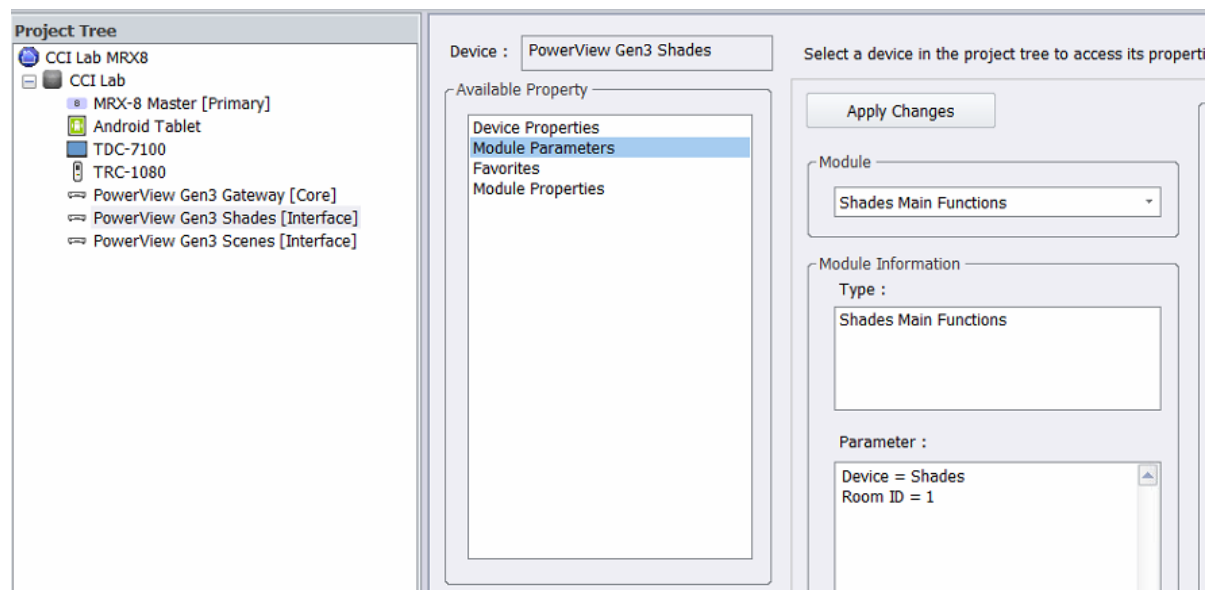 Project Tree
CCI Lab MRX8
CCI Lab
8 MRX-8 Master [Primary]
Android Tablet
TDC-7100
TRC-1080
PowerView Gen3 Gateway [Core]
PowerView Gen3 Shades [Interface]
PowerView Gen3 Scenes [Interface]
Device : PowerView Gen3 Shades
Available Property
Device Properties
Module Parameters
Favorites
Module Properties
Select a device in the project tree to access its properti
Apply Changes
Module
Shades Main Functions
Module Information
Type :
Shades Main Functions
Parameter :
Device = Shades
Room ID = 1